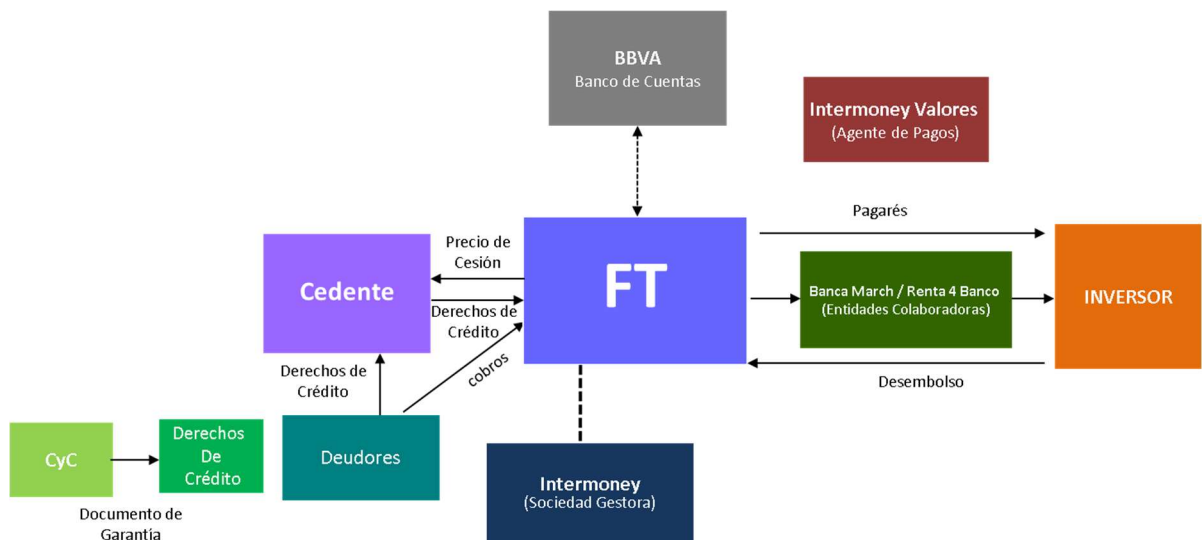 BBVA
Banco de Cuentas
Intermoney Valores
(Agente de Pagos)
Pagarés
Precio de
Cesión
FT
Cedente
Banca March / Renta 4 Banco
(Entidades Colaboradoras)
INVERSOR
Derechos de
Crédito
cobros
Derechos de
Crédito
Desembolso
Derechos
De
Crédito
CyC
Deudores
Intermoney
(Sociedad Gestora)
Documento de
Garantía